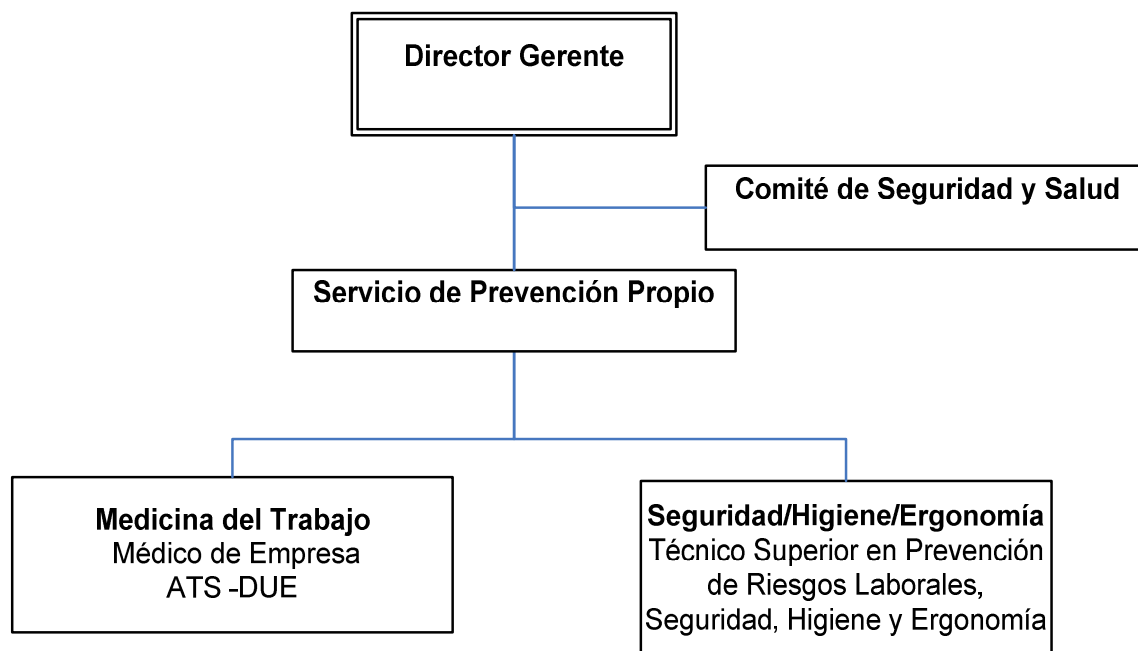 Director Gerente
Comité de Seguridad y Salud
Servicio de Prevención Propio
Medicina del Trabajo
Médico de Empresa
ATS -DUE
Seguridad/Higiene/Ergonomía
Técnico Superior en Prevención
de Riesgos Laborales,
Seguridad, Higiene y Ergonomía